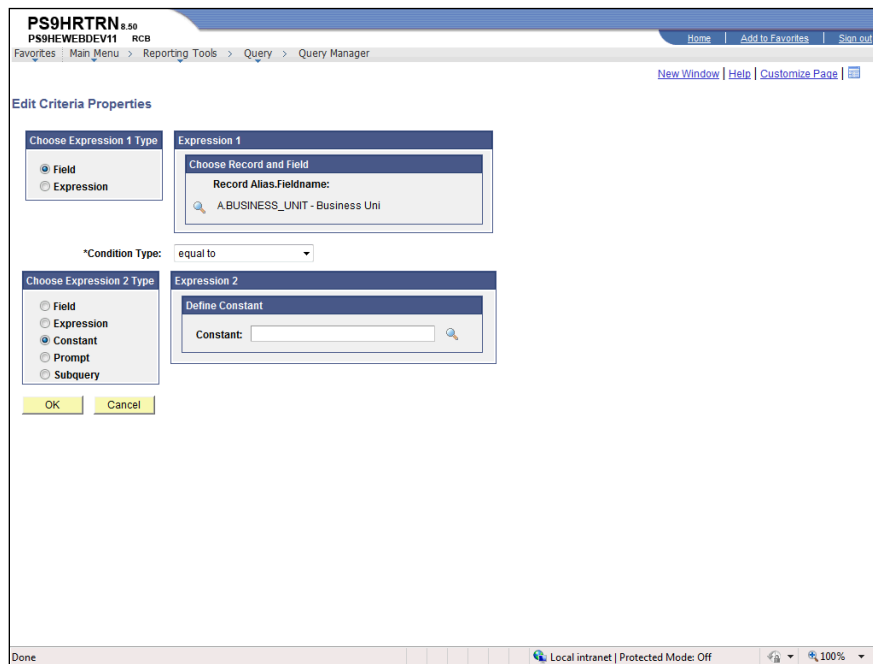 PS9HRTRN 8.50
PS9HEWEBDEV11 RCB
Home Add to Favorites Sign out
Favorites Main Menu > Reporting Tools > Query > Query Manager
New Window | Help | Customize Page |
Edit Criteria Properties
Choose Expression 1 Type
Field
Expression
Expression 1
Choose Record and Field
Record Alias.Fieldname:
A.BUSINESS_UNIT - Business Uni
*Condition Type: equal to
Choose Expression 2 Type
Field
Expression
Constant
Prompt
Subquery
Expression 2
Define Constant
Constant:
OK Cancel
Done Local intranet | Protected Mode: Off 100%